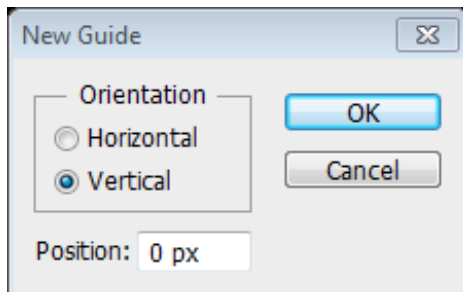 New Guide
Orientation
OK
Horizontal
Vertical
Cancel
Position: 0 px